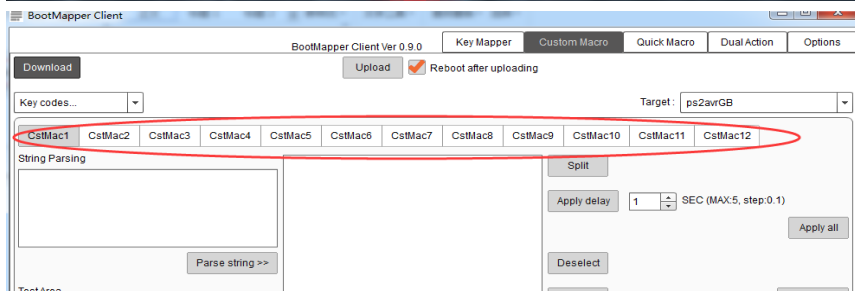 BootMapper Client
BootMapper Client Ver 0.9.0 Key Mapper Custom Macro Quick Macro Dual Action Options
Download Upload Reboot after uploading
Key codes... Target : ps2avrGB
CstMac1 CstMac2 CstMac3 CstMac4 CstMac5 CstMac6 CstMac7 CstMac8 CstMac9 CstMac10 CstMac11 CstMac12
String Parsing Split
Apply delay 1 SEC (MAX:5, step:0.1)
Apply all
Parse string >> Deselect
Test Area